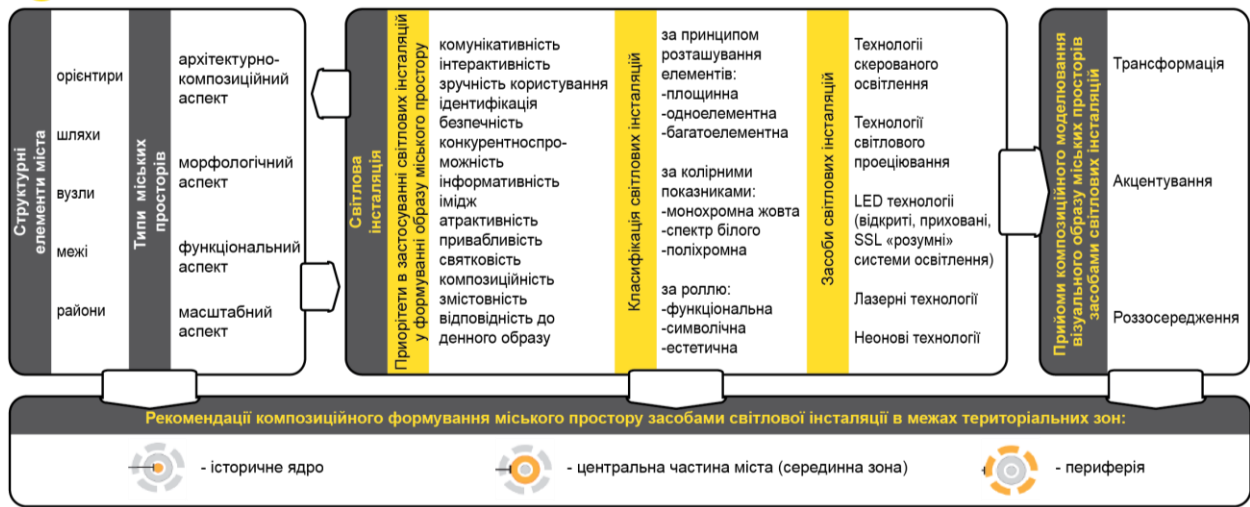 Структурні
елементи міста
орієнтири
шляхи
вузли
межі
райони
Типи міських
просторів
архітектурно-
композиційний
аспект
морфологічний
аспект
функціональний
аспект
масштабний
аспект
Світлова
інсталяція
Приорітети в застосуванні світлових інсталяцій
у формуванні образу міського простору
комунікативність
інтерактивність
зручність користування
ідентифікація
безпечність
конкурентноспро-
можність
інформативність
імідж
атрактивність
привабливість
святковість
композиційність
змістовність
відповідність до
денного образу
Класифікація світлових інсталяцій
за принципом
розташування
елементів:
-площинна
-одноелементна
-багатоелементна
за колірними
показниками:
-монохромна жовта
-спектр білого
-поліхромна
за роллю:
-функціональна
-символічна
-естетична
Засоби світлових інсталяцій
Технології
скерованого
освітлення
Технології
світлового
проеціювання
LED технології
(відкриті, приховані,
SSL «розумні»
системи освітлення)
Лазерні технології
Неонові технології
Прийоми композиційного моделювання
візуального образу міських просторів
засобами світлових інсталяцій
Трансформація
Акцентування
Роззосередження
Рекомендації композиційного формування міського простору засобами світлової інсталяції в межах територіальних зон:
- історичне ядро
- центральна частина міста (серединна зона)
- периферія